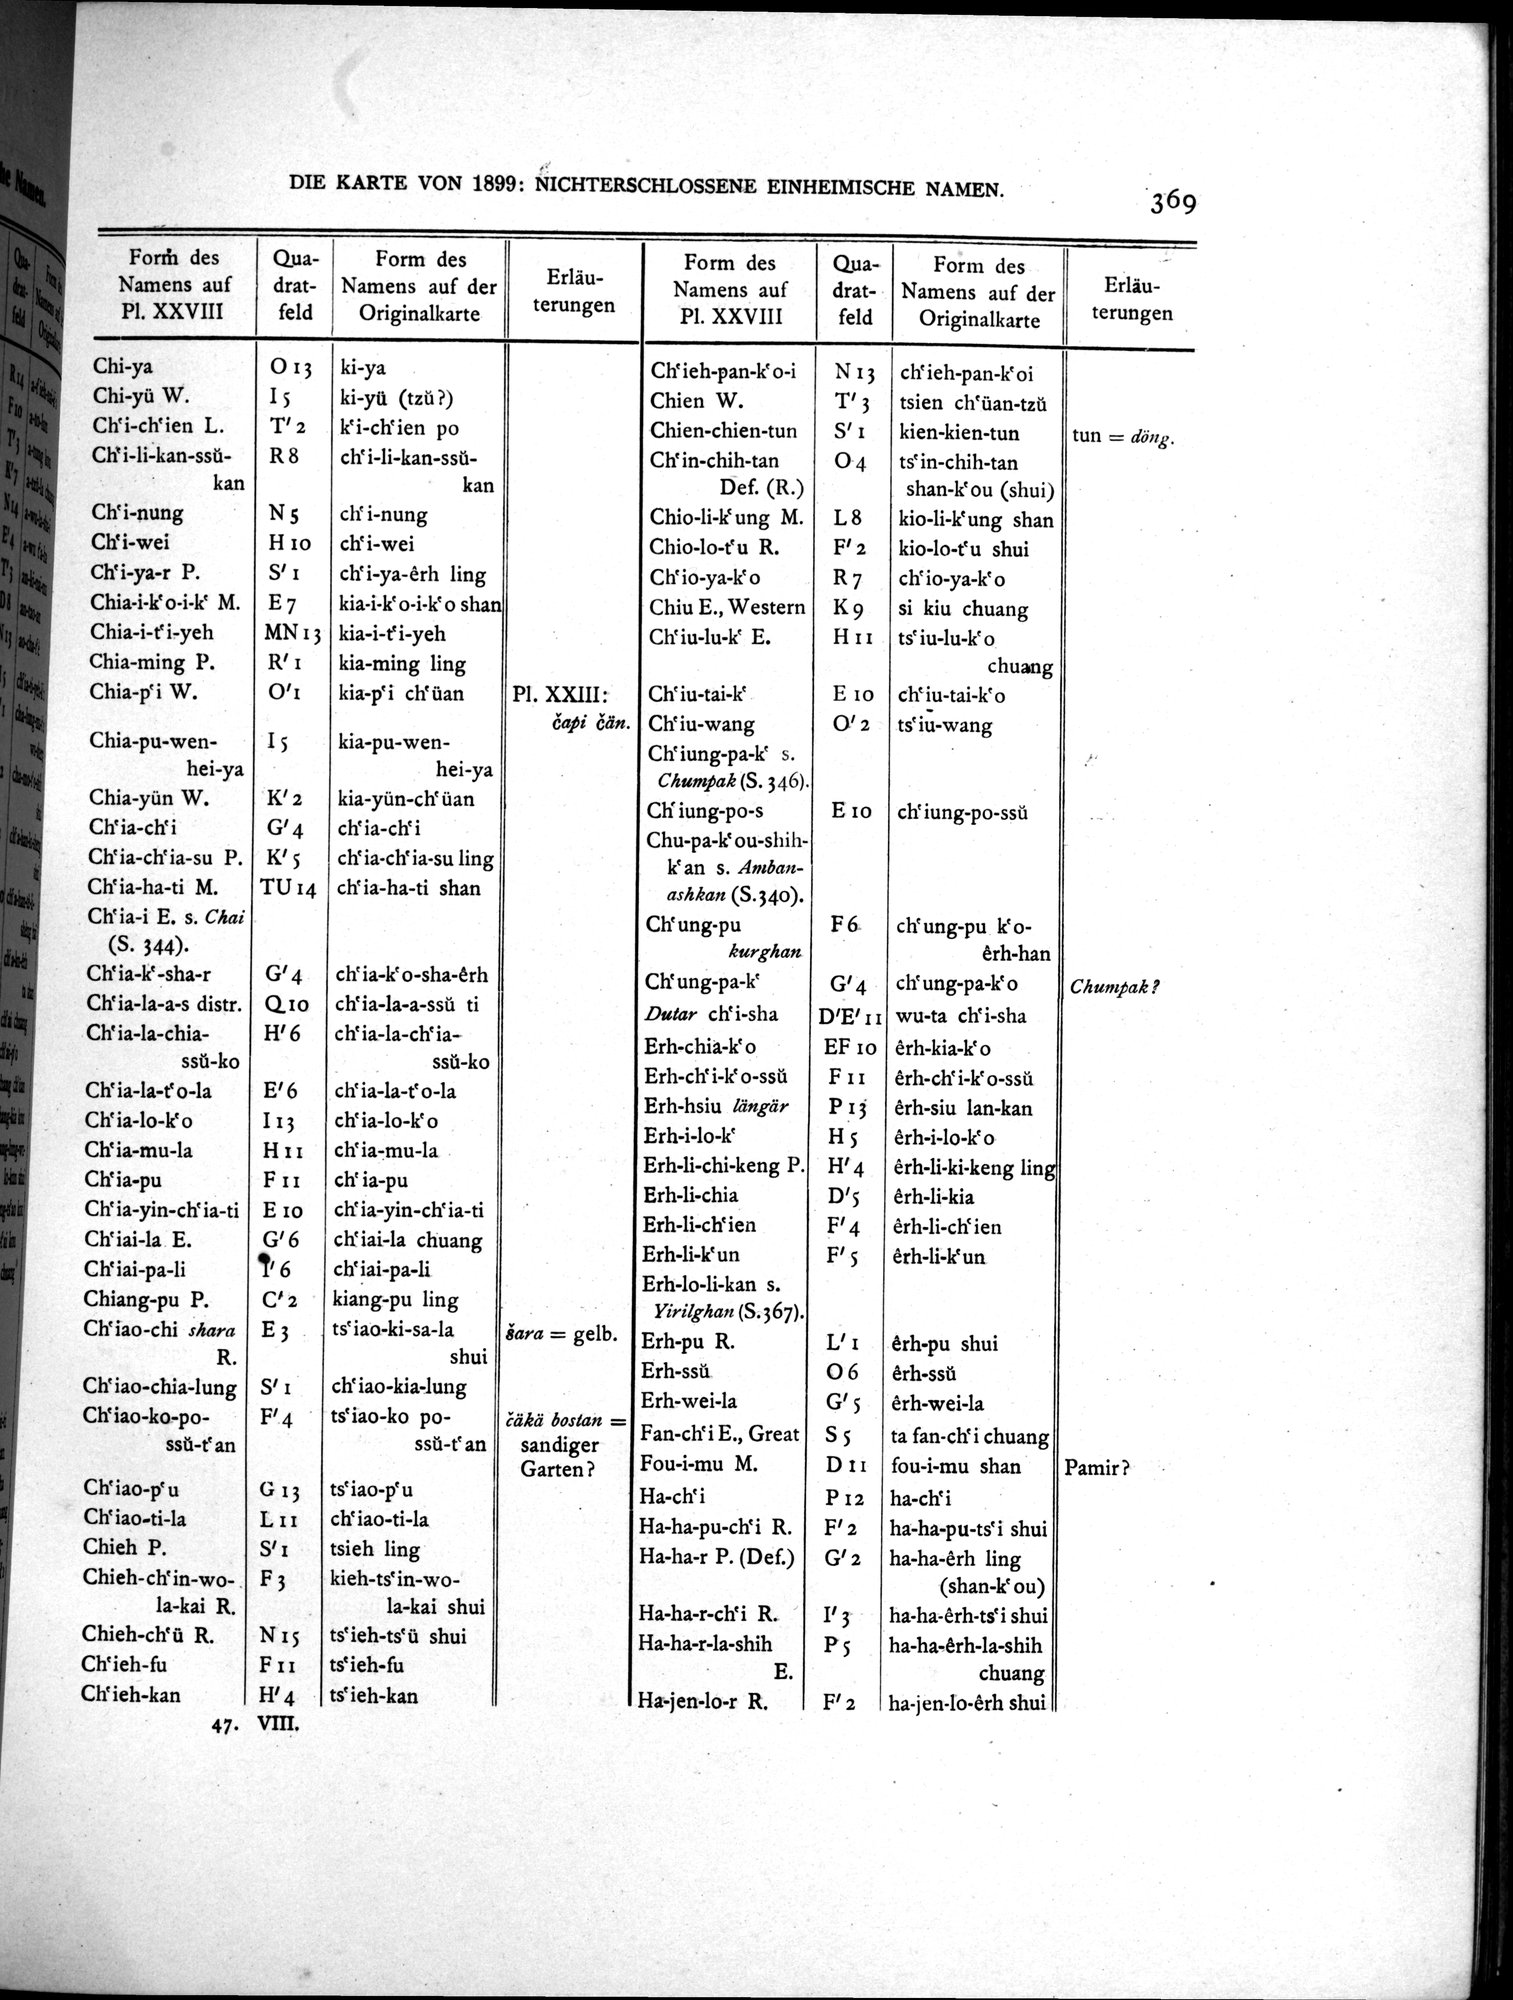 DIE KARTE VON 1899: NICHTERSCHLOSSENE EINHEIMISCHE NAMEN.
369
Form des Namens auf Pl. XXVIII | Qua-drat-feld | Form des Namens auf der Originalkarte | Erläu-terungen
Chi-ya O 13 ki-ya
Chi-yü W. I 5 ki-yü (tzŭ?)
Chʿi-chʿien L. T′ 2 kʿi-chʿien po
Chʿi-li-kan-ssŭ- R 8 chʿi-li-kan-ssŭ-
kan kan
Chʿi-nung N 5 chʿi-nung
Chʿi-wei H 10 chʿi-wei
Chʿi-ya-r P. S′ 1 chʿi-ya-êrh ling
Chia-i-kʿo-i-kʿ M. E 7 kia-i-kʿo-i-kʿo shan
Chia-i-tʿi-yeh MN 13 kia-i-tʿi-yeh
Chia-ming P. R′ 1 kia-ming ling
Chia-pʿi W. O′ 1 kia-pʿi chʿüan Pl. XXIII:
čapi čän.
Chia-pu-wen- I 5 kia-pu-wen-
hei-ya hei-ya
Chia-yün W. K′ 2 kia-yün-chʿüan
Chʿia-chʿi G′ 4 chʿia-chʿi
Chʿia-chʿia-su P. K′ 5 chʿia-chʿia-su ling
Chʿia-ha-ti M. TU 14 chʿia-ha-ti shan
Chʿia-i E. s. Chai
(S. 344).
Chʿia-kʿ-sha-r G′ 4 chʿia-kʿo-sha-êrh
Chʿia-la-a-s distr. Q 10 chʿia-la-a-ssŭ ti
Chʿia-la-chia- H′ 6 chʿia-la-chʿia-
ssŭ-ko ssŭ-ko
Chʿia-la-tʿo-la E′ 6 chʿia-la-tʿo-la
Chʿia-lo-kʿo I 13 chʿia-lo-kʿo
Chʿia-mu-la H 11 chʿia-mu-la
Chʿia-pu F 11 chʿia-pu
Chʿia-yin-chʿia-ti E 10 chʿia-yin-chʿia-ti
Chʿiai-la E. G′ 6 chʿiai-la chuang
Chʿiai-pa-li I′ 6 chʿiai-pa-li
Chiang-pu P. C′ 2 kiang-pu ling
Chʿiao-chi shara E 3 tsʿiao-ki-sa-la šara = gelb.
R. shui
Chʿiao-chia-lung S′ 1 chʿiao-kia-lung
Chʿiao-ko-po- F′ 4 tsʿiao-ko po- čäkä bostan =
ssŭ-tʿan ssŭ-tʿan sandiger
Garten?
Chʿiao-pʿu G 13 tsʿiao-pʿu
Chʿiao-ti-la L 11 chʿiao-ti-la
Chieh P. S′ 1 tsieh ling
Chieh-chʿin-wo- F 3 kieh-tsʿin-wo-
la-kai R. la-kai shui
Chieh-chʿü R. N 15 tsʿieh-tsʿü shui
Chʿieh-fu F 11 tsʿieh-fu
Chʿieh-kan H′ 4 tsʿieh-kan
Form des Namens auf Pl. XXVIII | Qua-drat-feld | Form des Namens auf der Originalkarte | Erläu-terungen
Chʿieh-pan-kʿo-i N 13 chʿieh-pan-kʿoi
Chien W. T′ 3 tsien chʿüan-tzŭ
Chien-chien-tun S′ 1 kien-kien-tun tun = döng.
Chʿin-chih-tan O 4 tsʿin-chih-tan
Def. (R.) shan-kʿou (shui)
Chio-li-kʿung M. L 8 kio-li-kʿung shan
Chio-lo-tʿu R. F′ 2 kio-lo-tʿu shui
Chʿio-ya-kʿo R 7 chʿio-ya-kʿo
Chiu E., Western K 9 si kiu chuang
Chʿiu-lu-kʿ E. H 11 tsʿiu-lu-kʿo
chuang
Chʿiu-tai-kʿ E 10 chʿiu-tai-kʿo
Chʿiu-wang O′ 2 tsʿiu-wang
Chʿiung-pa-kʿ s.
Chumpak (S. 346).
Chʿiung-po-s E 10 chʿiung-po-ssŭ
Chu-pa-kʿou-shih-
kʿan s. Amban-
ashkan (S. 340).
Chʿung-pu F 6 chʿung-pu kʿo-
kurghan êrh-han
Chʿung-pa-kʿ G′ 4 chʿung-pa-kʿo Chumpak?
Dutar chʿi-sha D′E′ 11 wu-ta chʿi-sha
Erh-chia-kʿo EF 10 êrh-kia-kʿo
Erh-chʿi-kʿo-ssŭ F 11 êrh-chʿi-kʿo-ssŭ
Erh-hsiu längär P 13 êrh-siu lan-kan
Erh-i-lo-kʿ H 5 êrh-i-lo-kʿo
Erh-li-chi-keng P. H′ 4 êrh-li-ki-keng ling
Erh-li-chia D′ 5 êrh-li-kia
Erh-li-chʿien F′ 4 êrh-li-chʿien
Erh-li-kʿun F′ 5 êrh-li-kʿun
Erh-lo-li-kan s.
Yirilghan (S. 367).
Erh-pu R. L′ 1 êrh-pu shui
Erh-ssŭ O 6 êrh-ssŭ
Erh-wei-la G′ 5 êrh-wei-la
Fan-chʿi E., Great S 5 ta fan-chʿi chuang
Fou-i-mu M. D 11 fou-i-mu shan Pamir?
Ha-chʿi P 12 ha-chʿi
Ha-ha-pu-chʿi R. F′ 2 ha-ha-pu-tsʿi shui
Ha-ha-r P. (Def.) G′ 2 ha-ha-êrh ling
(shan-kʿou)
Ha-ha-r-chʿi R. I′ 3 ha-ha-êrh-tsʿi shui
Ha-ha-r-la-shih P 5 ha-ha-êrh-la-shih
E. chuang
Ha-jen-lo-r R. F′ 2 ha-jen-lo-êrh shui
47. VIII.